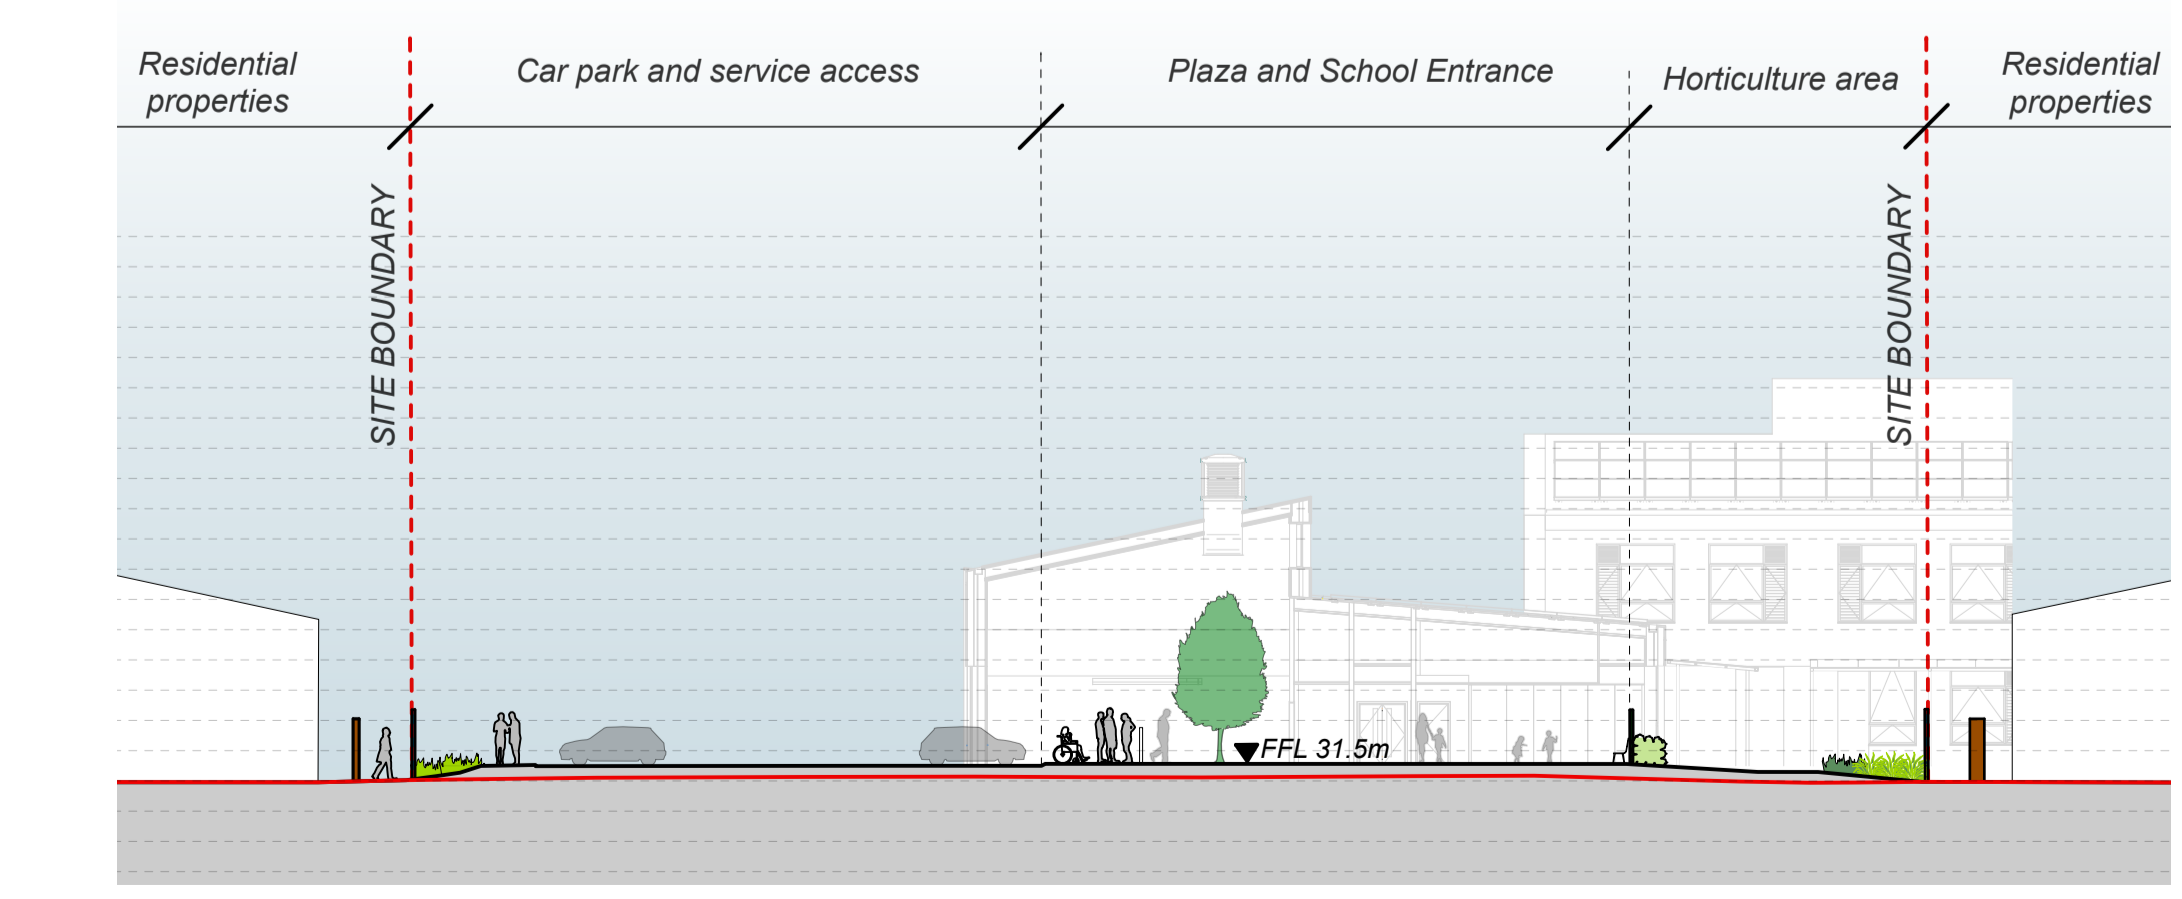 Residential
properties
Car park and service access
Plaza and School Entrance
Horticulture area
Residential
properties
SITE BOUNDARY
SITE BOUNDARY
FFL 31.5m